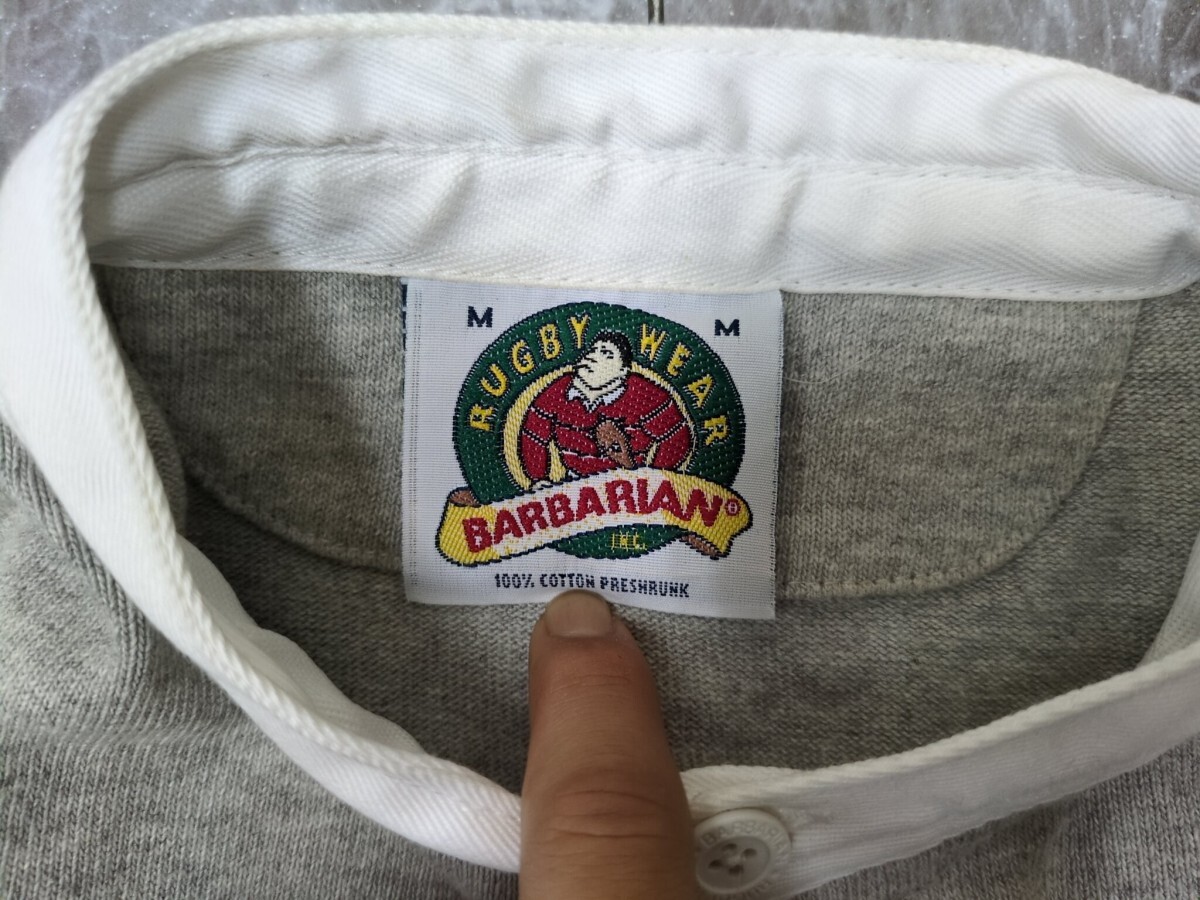 M M
RUGBY WEAR
BARBARIAN®
INC.
100% COTTON PRESHRUNK